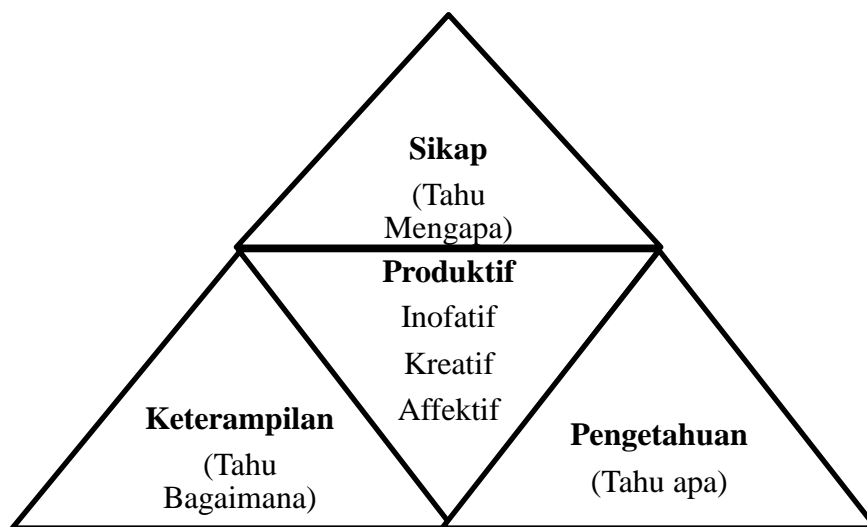 Sikap
(Tahu
Mengapa)
Produktif
Inofatif
Kreatif
Affektif
Keterampilan
(Tahu
Bagaimana)
Pengetahuan
(Tahu apa)